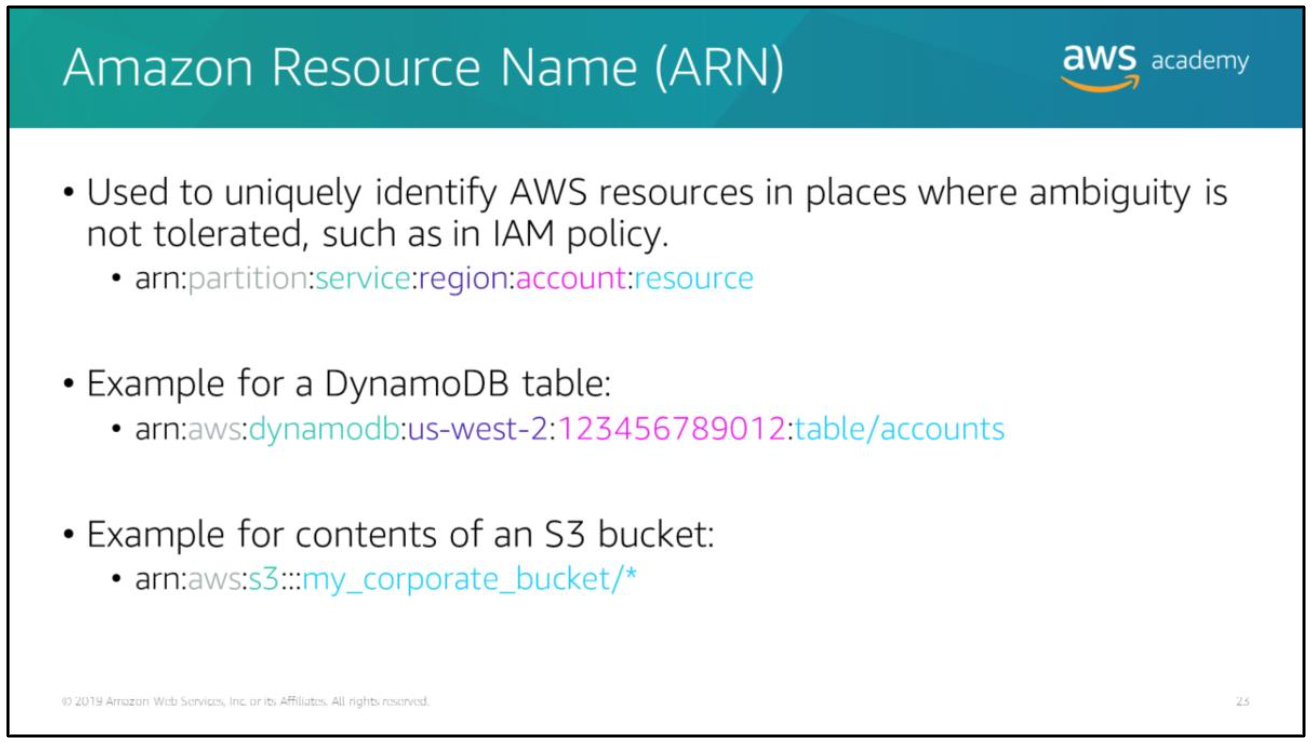 Amazon Resource Name (ARN)
aws academy
• Used to uniquely identify AWS resources in places where ambiguity is
not tolerated, such as in IAM policy.
• arn:partition:service:region:account:resource
• Example for a DynamoDB table:
• arn:aws:dynamodb:us-west-2:123456789012:table/accounts
• Example for contents of an S3 bucket:
• arn:aws:s3:::my_corporate_bucket/*
© 2019 Amazon Web Services, Inc. or its Affiliates. All rights reserved.
23